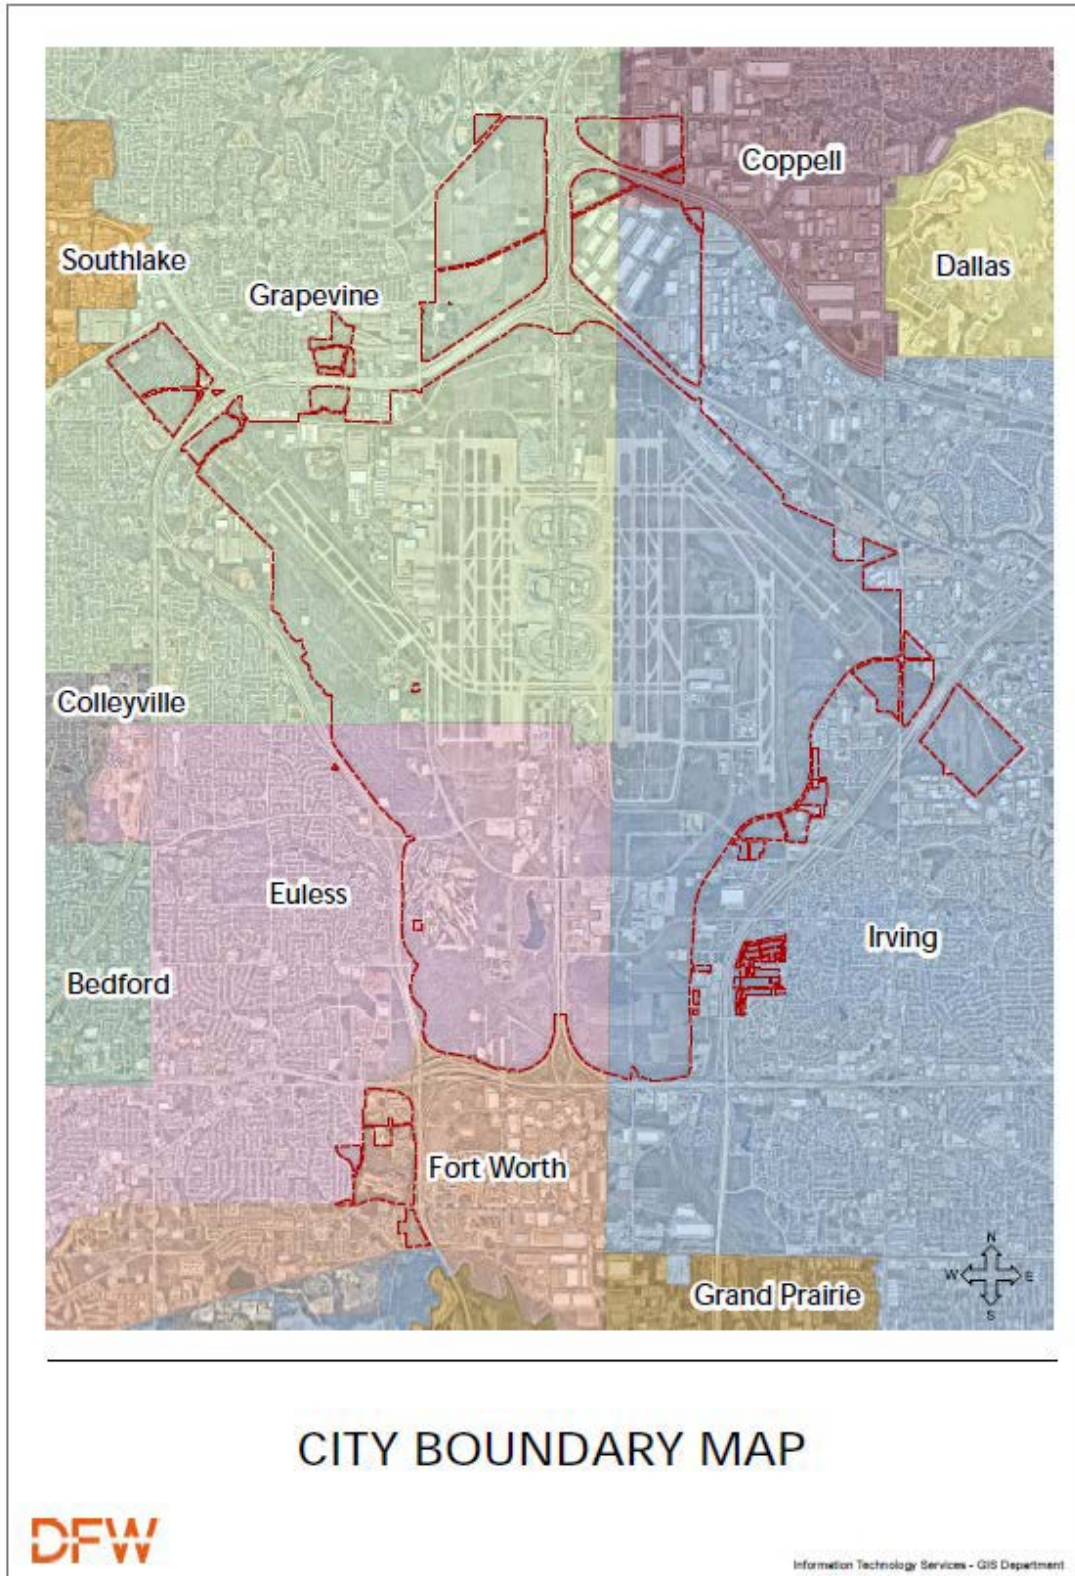 Coppell
Southlake
Dallas
Grapevine
Colleyville
Euless
Irving
Bedford
Fort Worth
N
W E
S
Grand Prairie
CITY BOUNDARY MAP
DFW
Information Technology Services - GIS Department